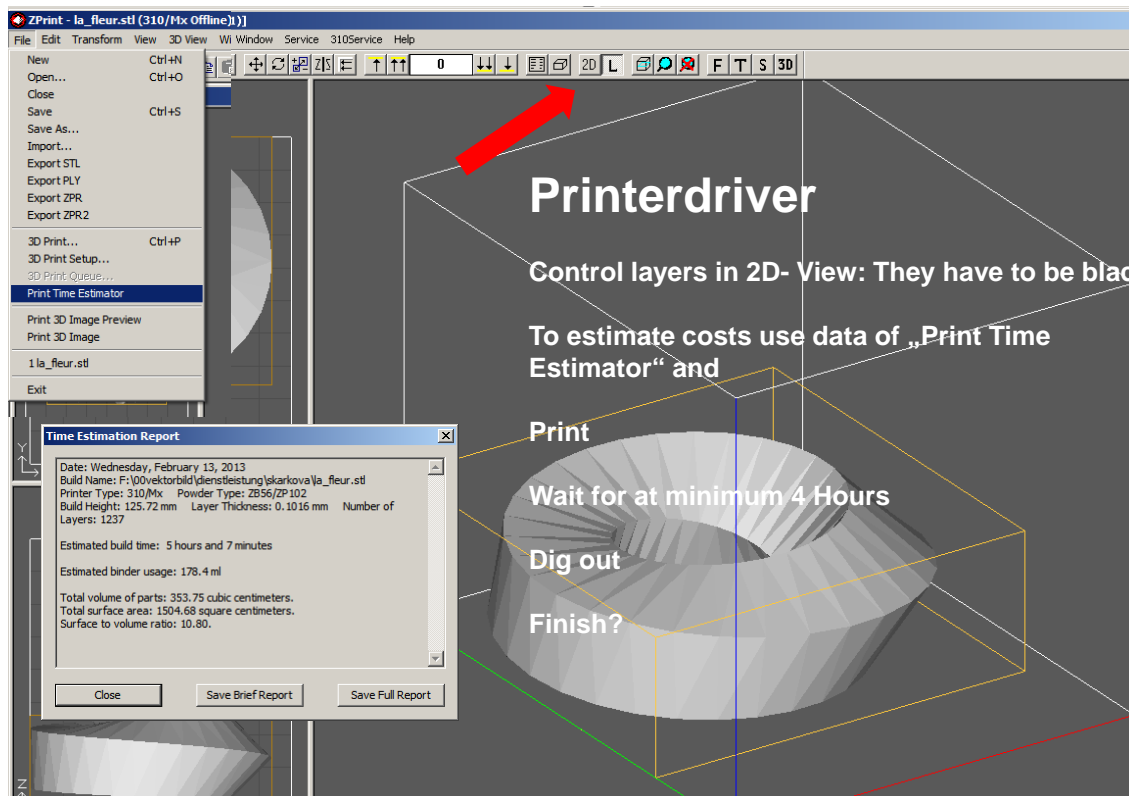 ZPrint - la_fleur.stl (310/Mx Offline)
File Edit Transform View 3D View Wi Window Service 310Service Help
New Ctrl+N
Open... Ctrl+O
Close
Save Ctrl+S
Save As...
Import...
Export STL
Export PLY
Export ZPR
Export ZPR2
3D Print... Ctrl+P
3D Print Setup...
3D Print Queue...
Print Time Estimator
Print 3D Image Preview
Print 3D Image
1 la_fleur.stl
Exit
0 2D L F T S 3D
Printerdriver
Control layers in 2D- View: They have to be blac
To estimate costs use data of „Print Time
Estimator“ and
Print
Wait for at minimum 4 Hours
Dig out
Finish?
Time Estimation Report
Date: Wednesday, February 13, 2013
Build Name: F:\00vektorbild\dienstleistung\skarkova\la_fleur.stl
Printer Type: 310/Mx Powder Type: ZB56/ZP102
Build Height: 125.72 mm Layer Thickness: 0.1016 mm Number of
Layers: 1237
Estimated build time: 5 hours and 7 minutes
Estimated binder usage: 178.4 ml
Total volume of parts: 353.75 cubic centimeters.
Total surface area: 1504.68 square centimeters.
Surface to volume ratio: 10.80.
Close Save Brief Report Save Full Report
Y
Z